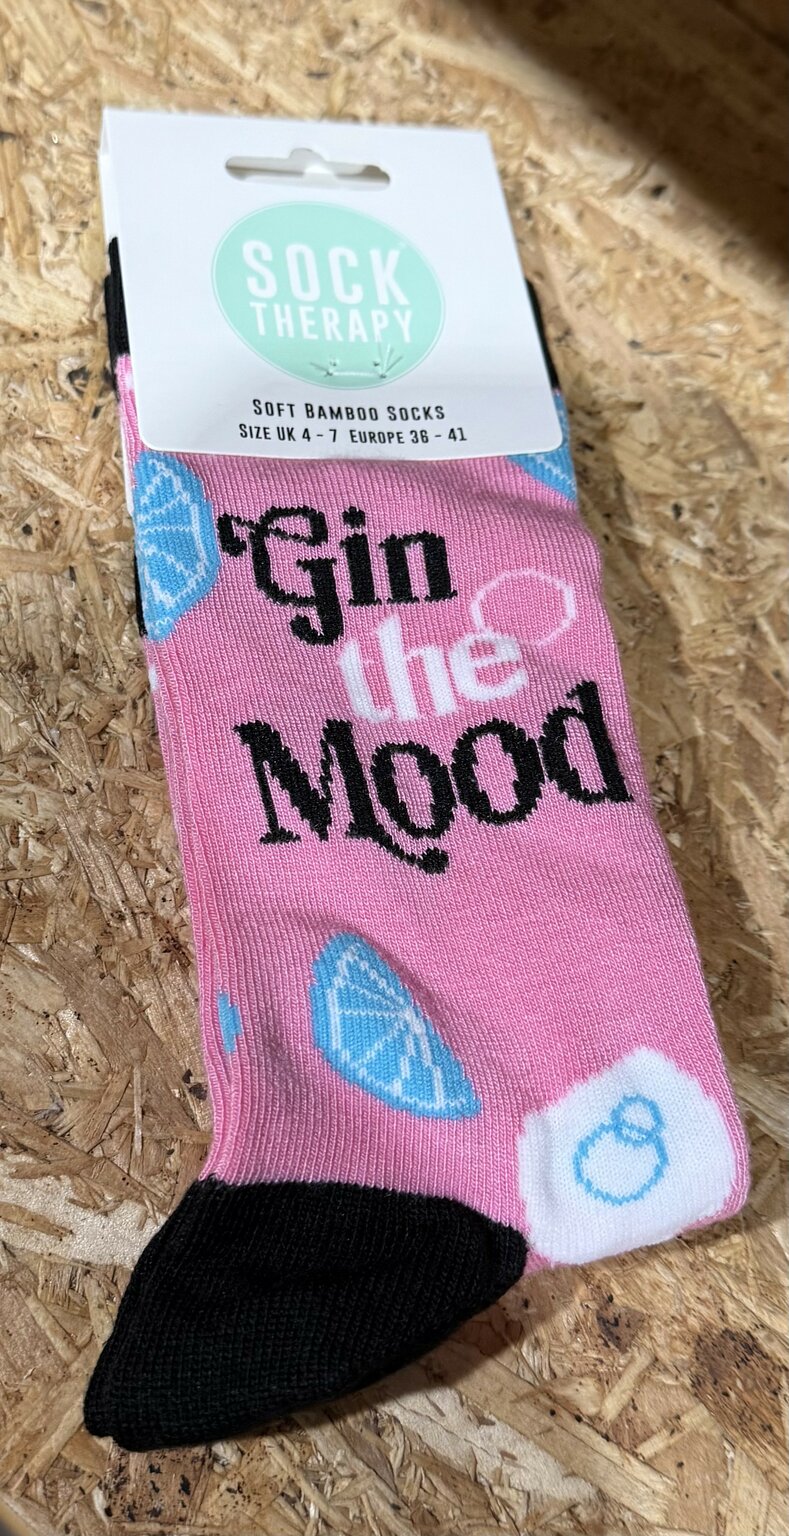 SOCK
THERAPY
SOFT BAMBOO SOCKS
SIZE UK 4 - 7 EUROPE 36 - 41
Gin
the
Mood